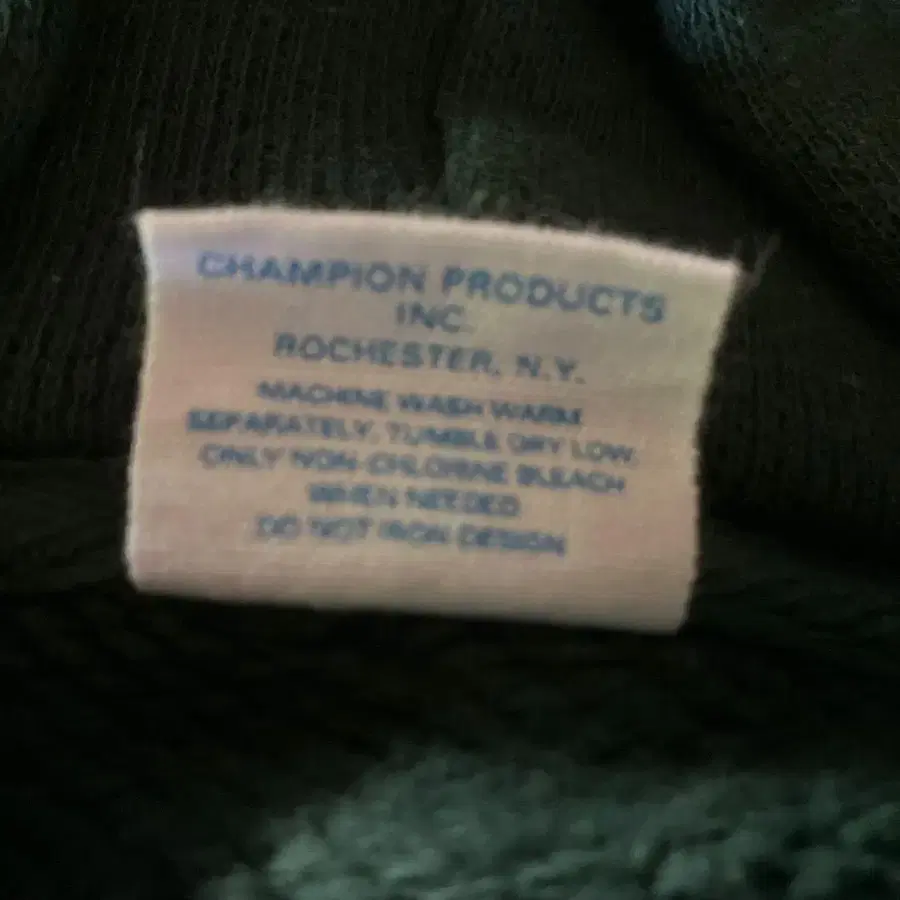 CHAMPION PRODUCTS
INC.
ROCHESTER, N.Y.
MACHINE WASH WARM
SEPARATELY, TUMBLE DRY LOW.
ONLY NON-CHLORINE BLEACH
WHEN NEEDED
DO NOT IRON DESIGN